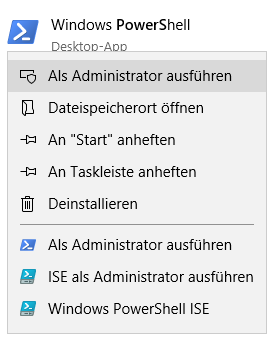 Windows PowerShell
Desktop-App
Als Administrator ausführen
Dateispeicherort öffnen
An "Start" anheften
An Taskleiste anheften
Deinstallieren
Als Administrator ausführen
ISE als Administrator ausführen
Windows PowerShell ISE